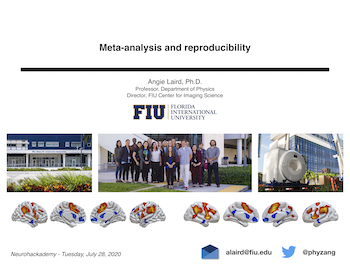 Meta-analysis and reproducibility
Angie Laird, Ph.D.
Professor, Department of Physics
Director, FIU Center for Imaging Science
FIU
FLORIDA
INTERNATIONAL
UNIVERSITY
Neurohackademy - Tuesday, July 28, 2020
alaird@fiu.edu
@phyzang